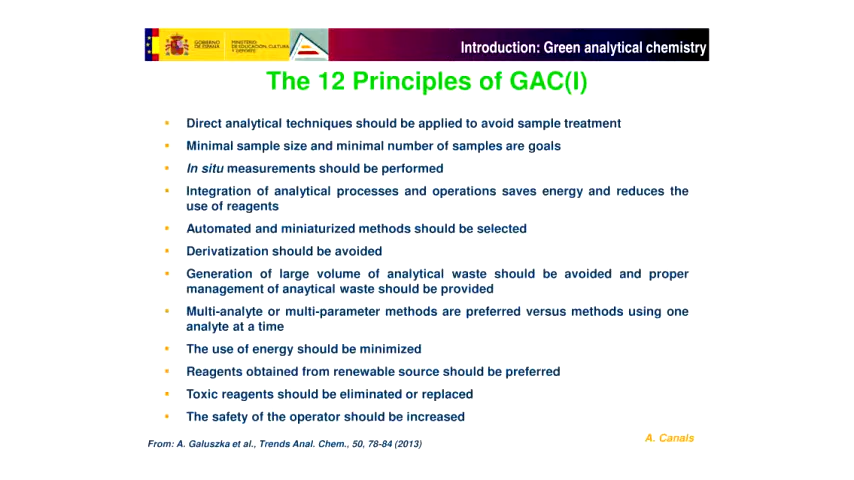 GOBIERNO
DE ESPAÑA
MINISTERIO
DE EDUCACIÓN, CULTURA
Y DEPORTE
Introduction: Green analytical chemistry
The 12 Principles of GAC(I)
▪ Direct analytical techniques should be applied to avoid sample treatment
▪ Minimal sample size and minimal number of samples are goals
▪ In situ measurements should be performed
▪ Integration of analytical processes and operations saves energy and reduces the
use of reagents
▪ Automated and miniaturized methods should be selected
▪ Derivatization should be avoided
▪ Generation of large volume of analytical waste should be avoided and proper
management of anaytical waste should be provided
▪ Multi-analyte or multi-parameter methods are preferred versus methods using one
analyte at a time
▪ The use of energy should be minimized
▪ Reagents obtained from renewable source should be preferred
▪ Toxic reagents should be eliminated or replaced
▪ The safety of the operator should be increased
From: A. Galuszka et al., Trends Anal. Chem., 50, 78-84 (2013)
A. Canals